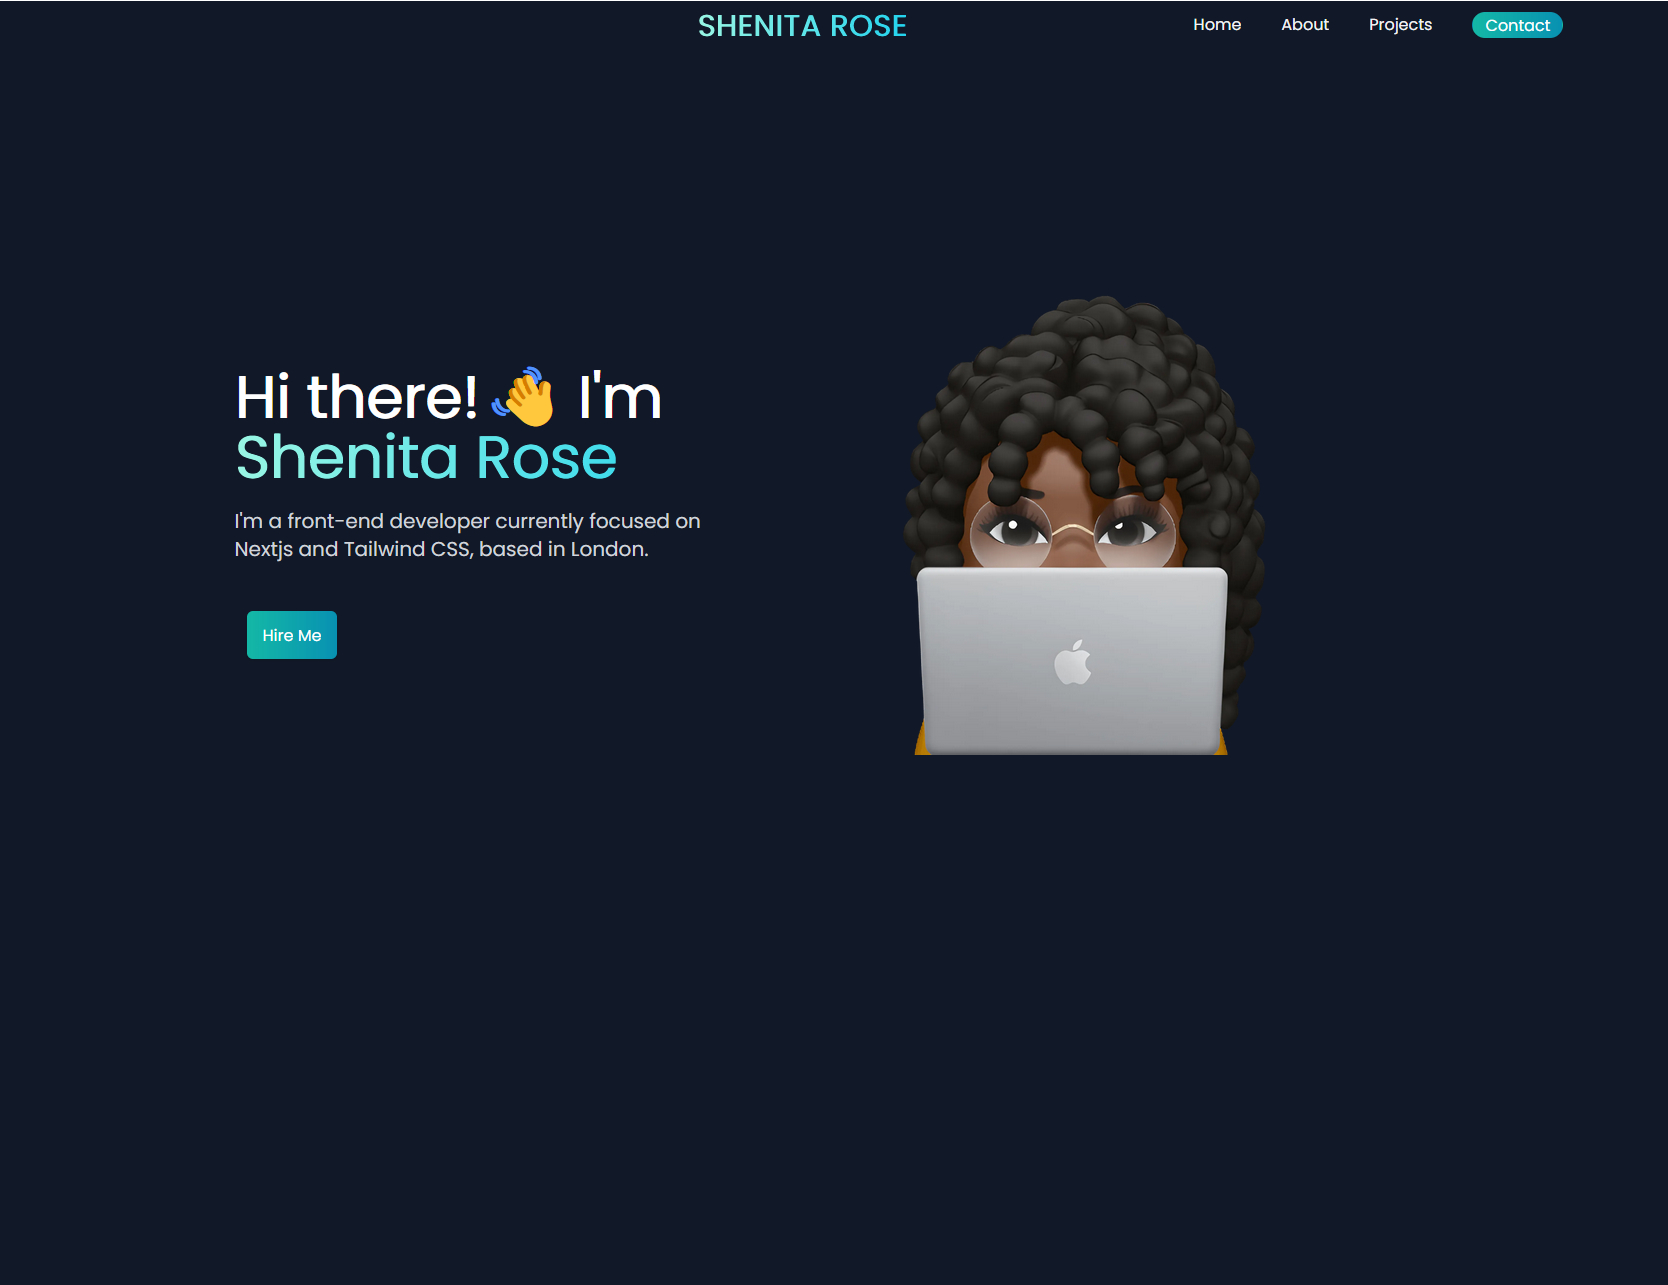 SHENITA ROSE
Home About Projects Contact
Hi there! 👋 I'm
Shenita Rose
I'm a front-end developer currently focused on
Nextjs and Tailwind CSS, based in London.
Hire Me